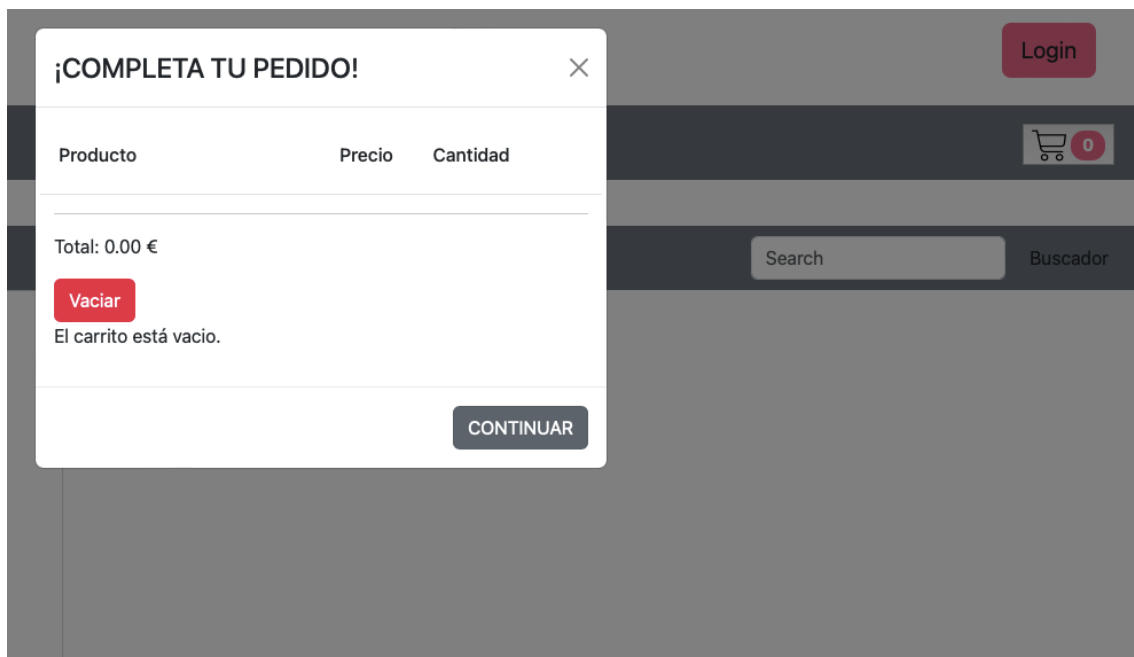 ¡COMPLETA TU PEDIDO!
Login
Producto Precio Cantidad
0
Total: 0.00 €
Search Buscador
Vaciar
El carrito está vacio.
CONTINUAR